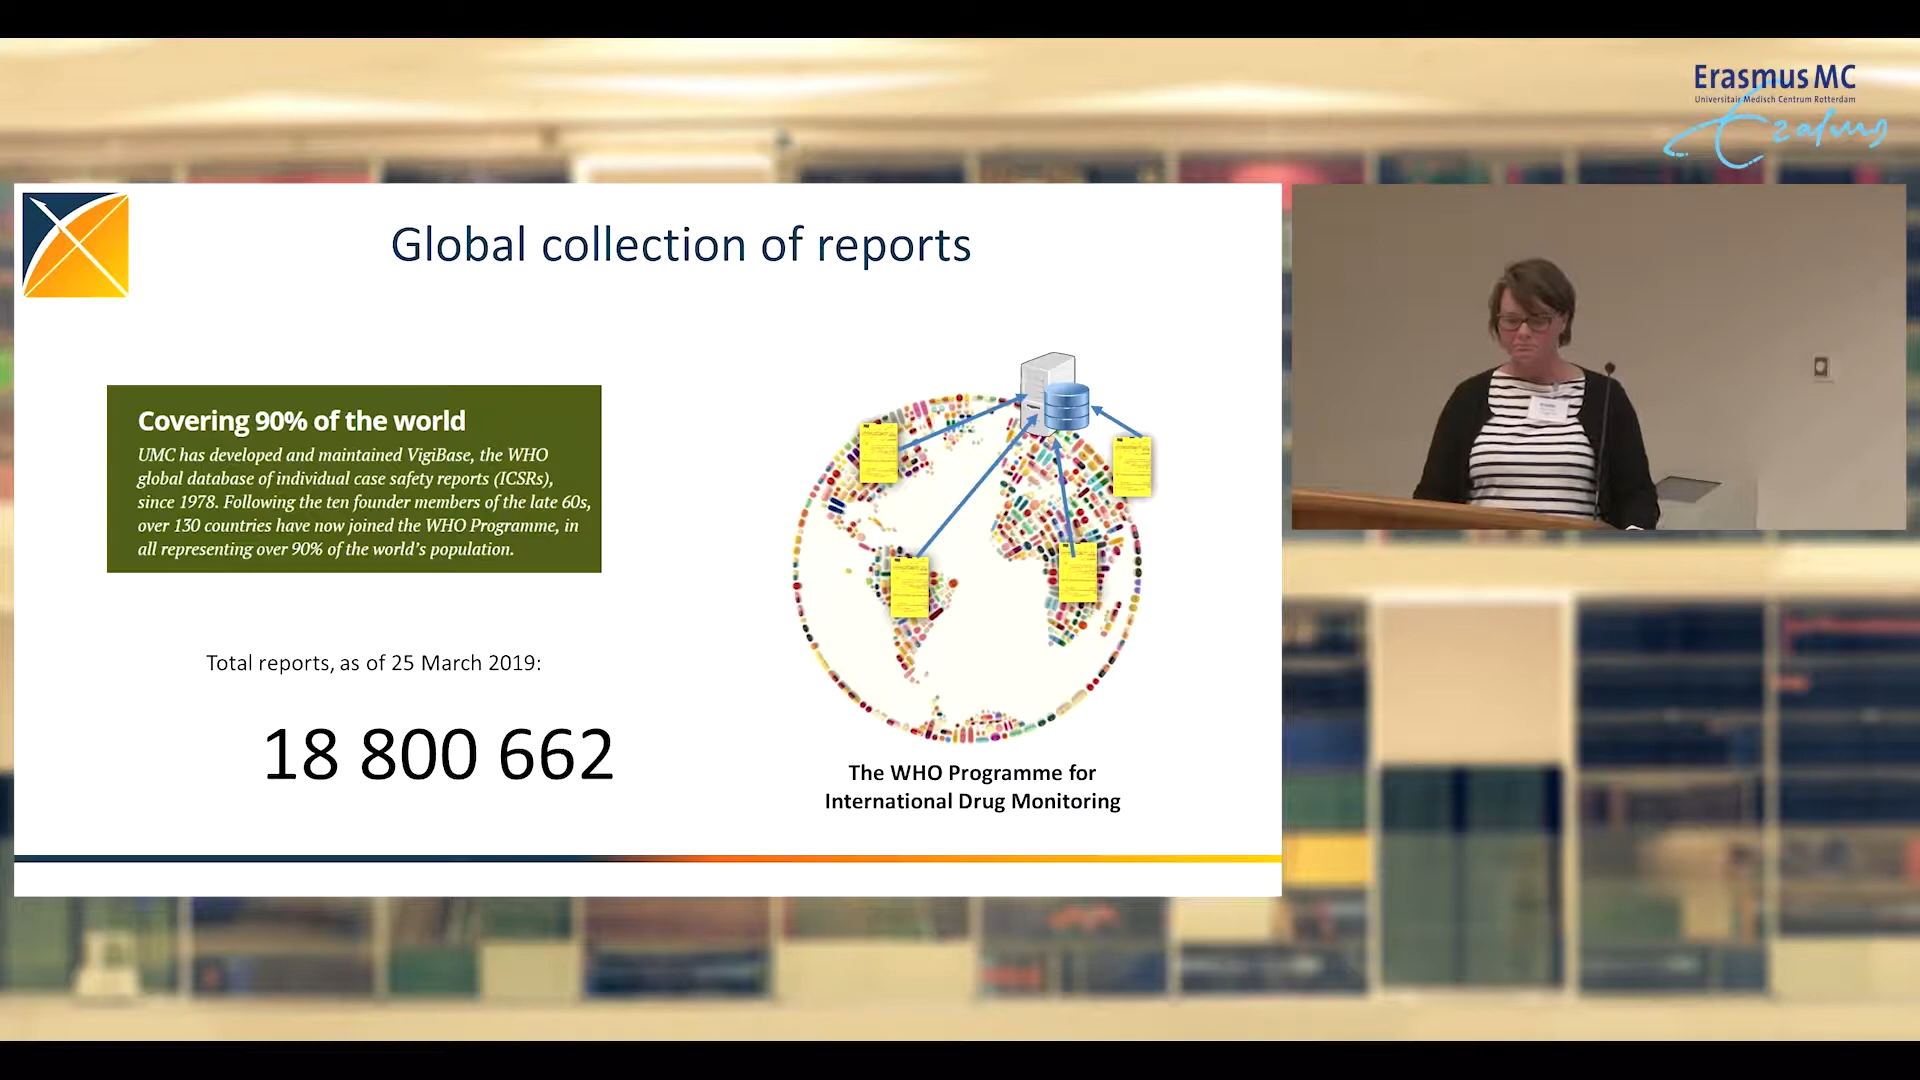 Erasmus MC
Universitair Medisch Centrum Rotterdam
Erasmus
Global collection of reports
Covering 90% of the world
UMC has developed and maintained VigiBase, the WHO
global database of individual case safety reports (ICSRs),
since 1978. Following the ten founder members of the late 60s,
over 130 countries have now joined the WHO Programme, in
all representing over 90% of the world's population.
Total reports, as of 25 March 2019:
18 800 662
The WHO Programme for
International Drug Monitoring